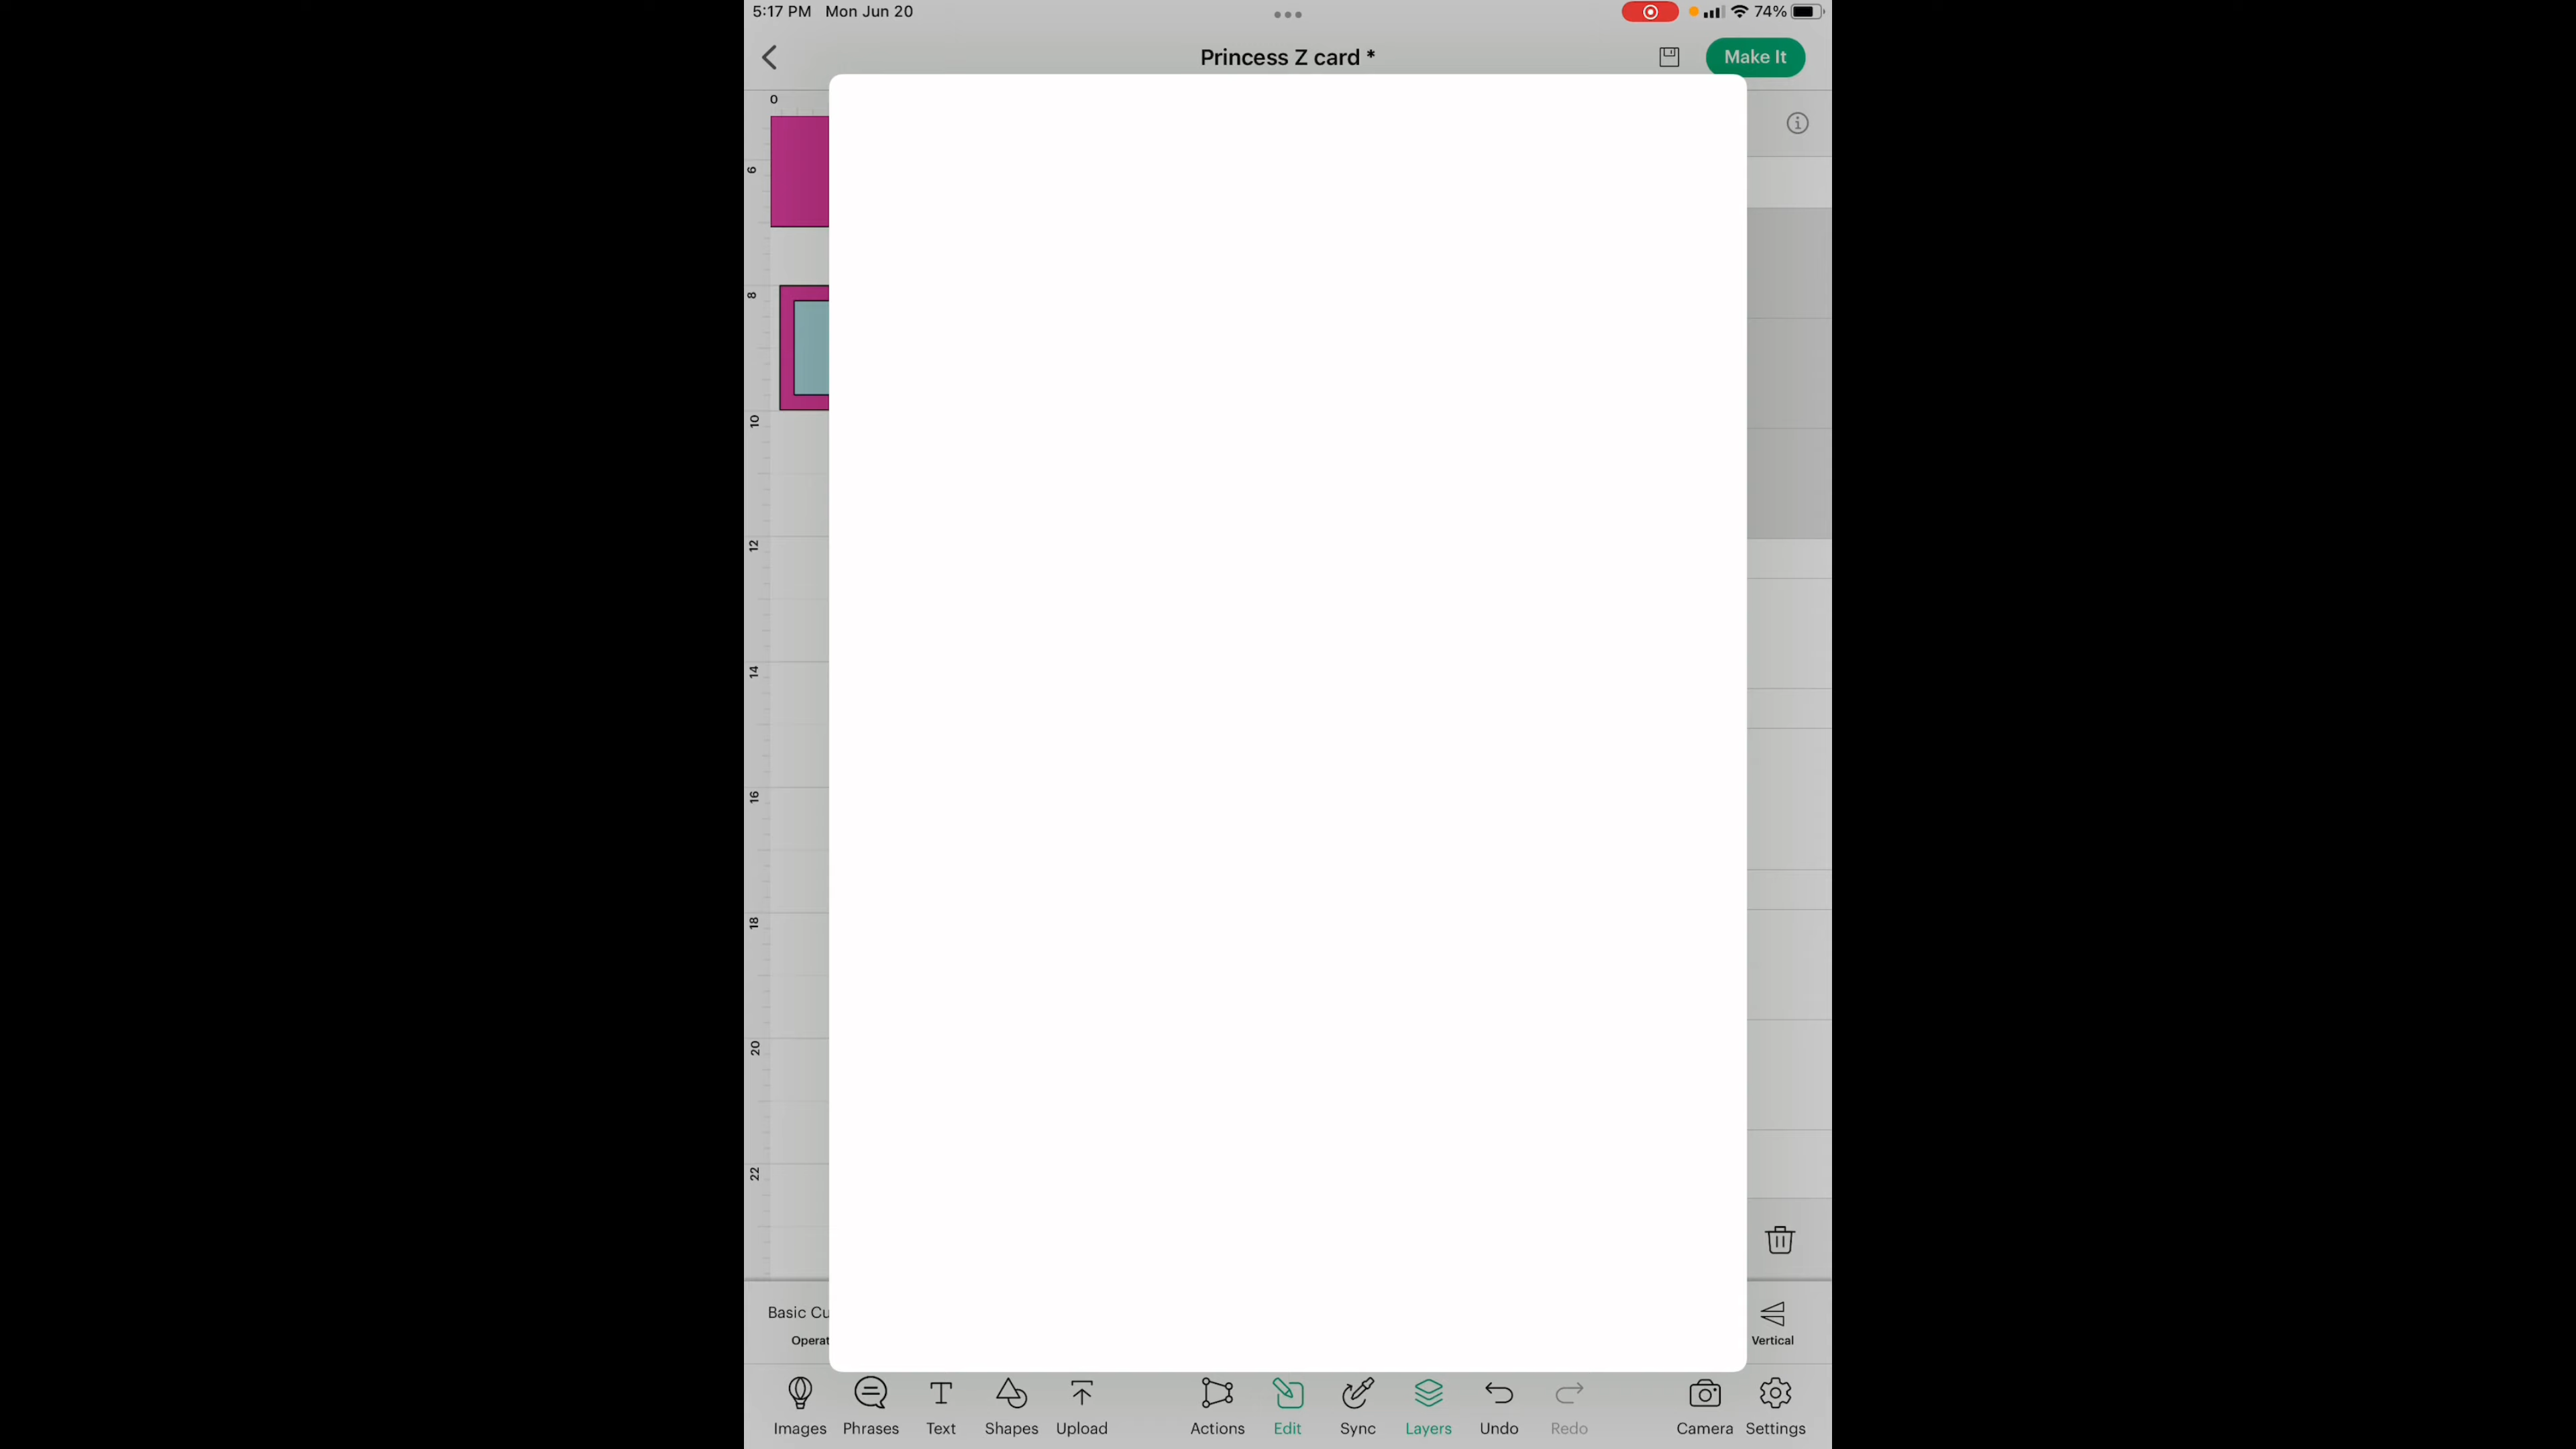 5:17 PM Mon Jun 20
74%
Princess Z card *
Make It
0
6
8
10
12
14
16
18
20
22
Basic Cu
Operat
Vertical
Images Phrases Text Shapes Upload Actions Edit Sync Layers Undo Redo Camera Settings